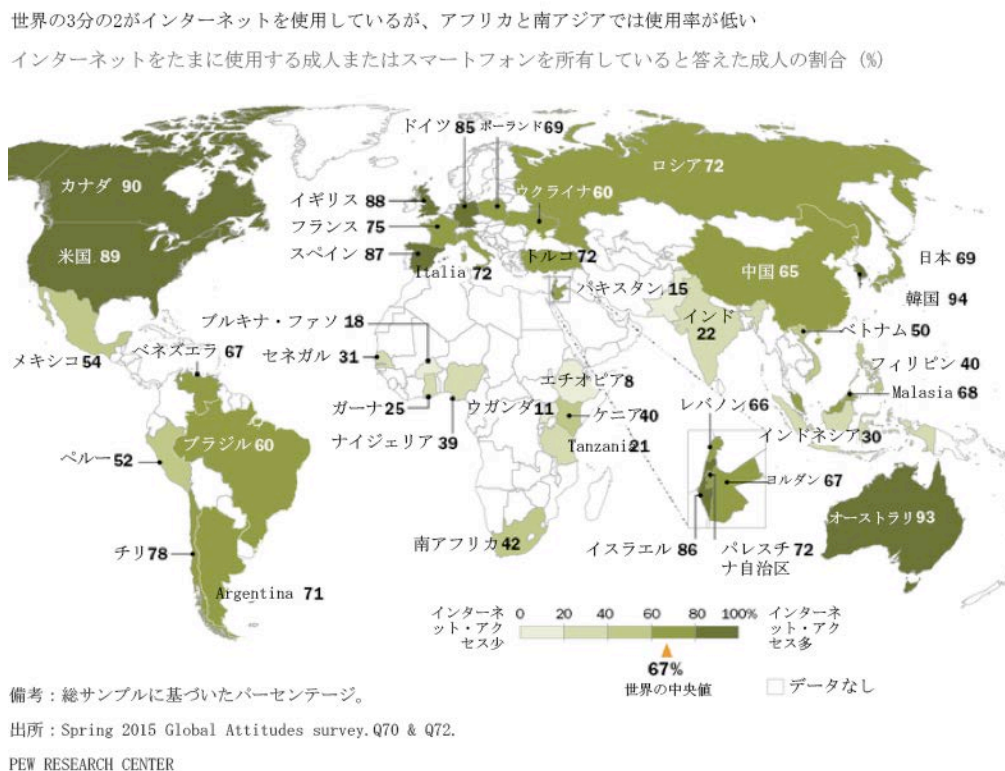 世界の3分の2がインターネットを使用しているが、アフリカと南アジアでは使用率が低い
インターネットをたまに使用する成人またはスマートフォンを所有していると答えた成人の割合 (%)
ドイツ 85
ポーランド 69
ロシア 72
カナダ 90
イギリス 88
ウクライナ 60
フランス 75
米国 89
スペイン 87
Italia 72
トルコ 72
中国 65
日本 69
パキスタン 15
韓国 94
ブルキナ・ファソ 18
インド 22
ベトナム 50
メキシコ 54
ベネズエラ 67
セネガル 31
フィリピン 40
エチオピア 8
Malasia 68
ガーナ 25
ウガンダ 11
ケニア 40
レバノン 66
ブラジル 60
ナイジェリア 39
Tanzania 21
インドネシア 30
ペルー 52
ヨルダン 67
オーストラリ 93
南アフリカ 42
チリ 78
イスラエル 86
パレスチ 72
ナ自治区
Argentina 71
インターネ
ット・アク
セス少
0 20 40 60 80 100%
インターネ
ット・アク
セス多
67%
世界の中央値
データなし
備考：総サンプルに基づいたパーセンテージ。
出所：Spring 2015 Global Attitudes survey.Q70 & Q72.
PEW RESEARCH CENTER